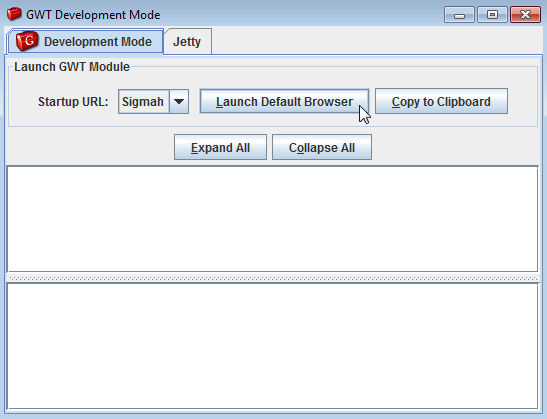 GWT Development Mode
G Development Mode Jetty
Launch GWT Module
Startup URL: Sigmah Launch Default Browser Copy to Clipboard
Expand All Collapse All